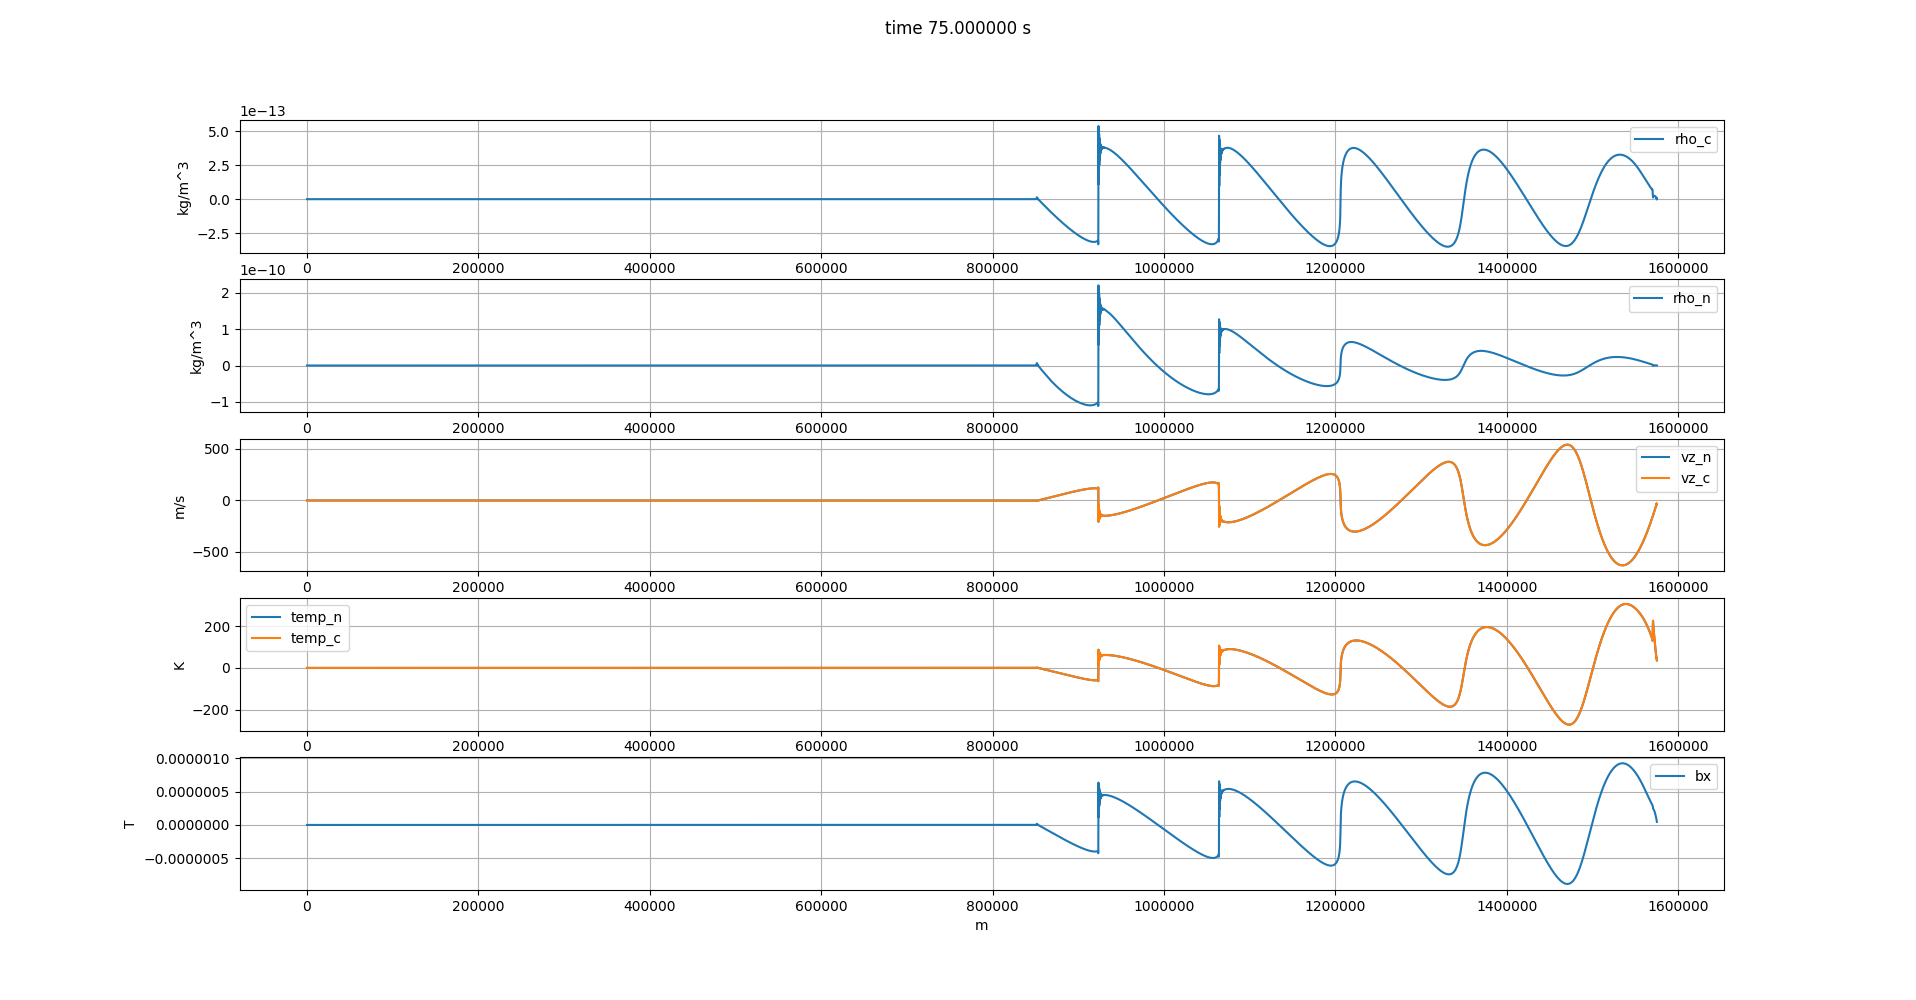 time 75.000000 s
1e−13
5.0
2.5
0.0
−2.5
kg/m^3
rho_c
0 200000 400000 600000 800000 1000000 1200000 1400000 1600000
1e−10
2
1
0
−1
kg/m^3
rho_n
0 200000 400000 600000 800000 1000000 1200000 1400000 1600000
500
0
−500
m/s
vz_n
vz_c
0 200000 400000 600000 800000 1000000 1200000 1400000 1600000
200
0
−200
K
temp_n
temp_c
0 200000 400000 600000 800000 1000000 1200000 1400000 1600000
0.0000010
0.0000005
0.0000000
−0.0000005
T
bx
0 200000 400000 600000 800000 1000000 1200000 1400000 1600000
m